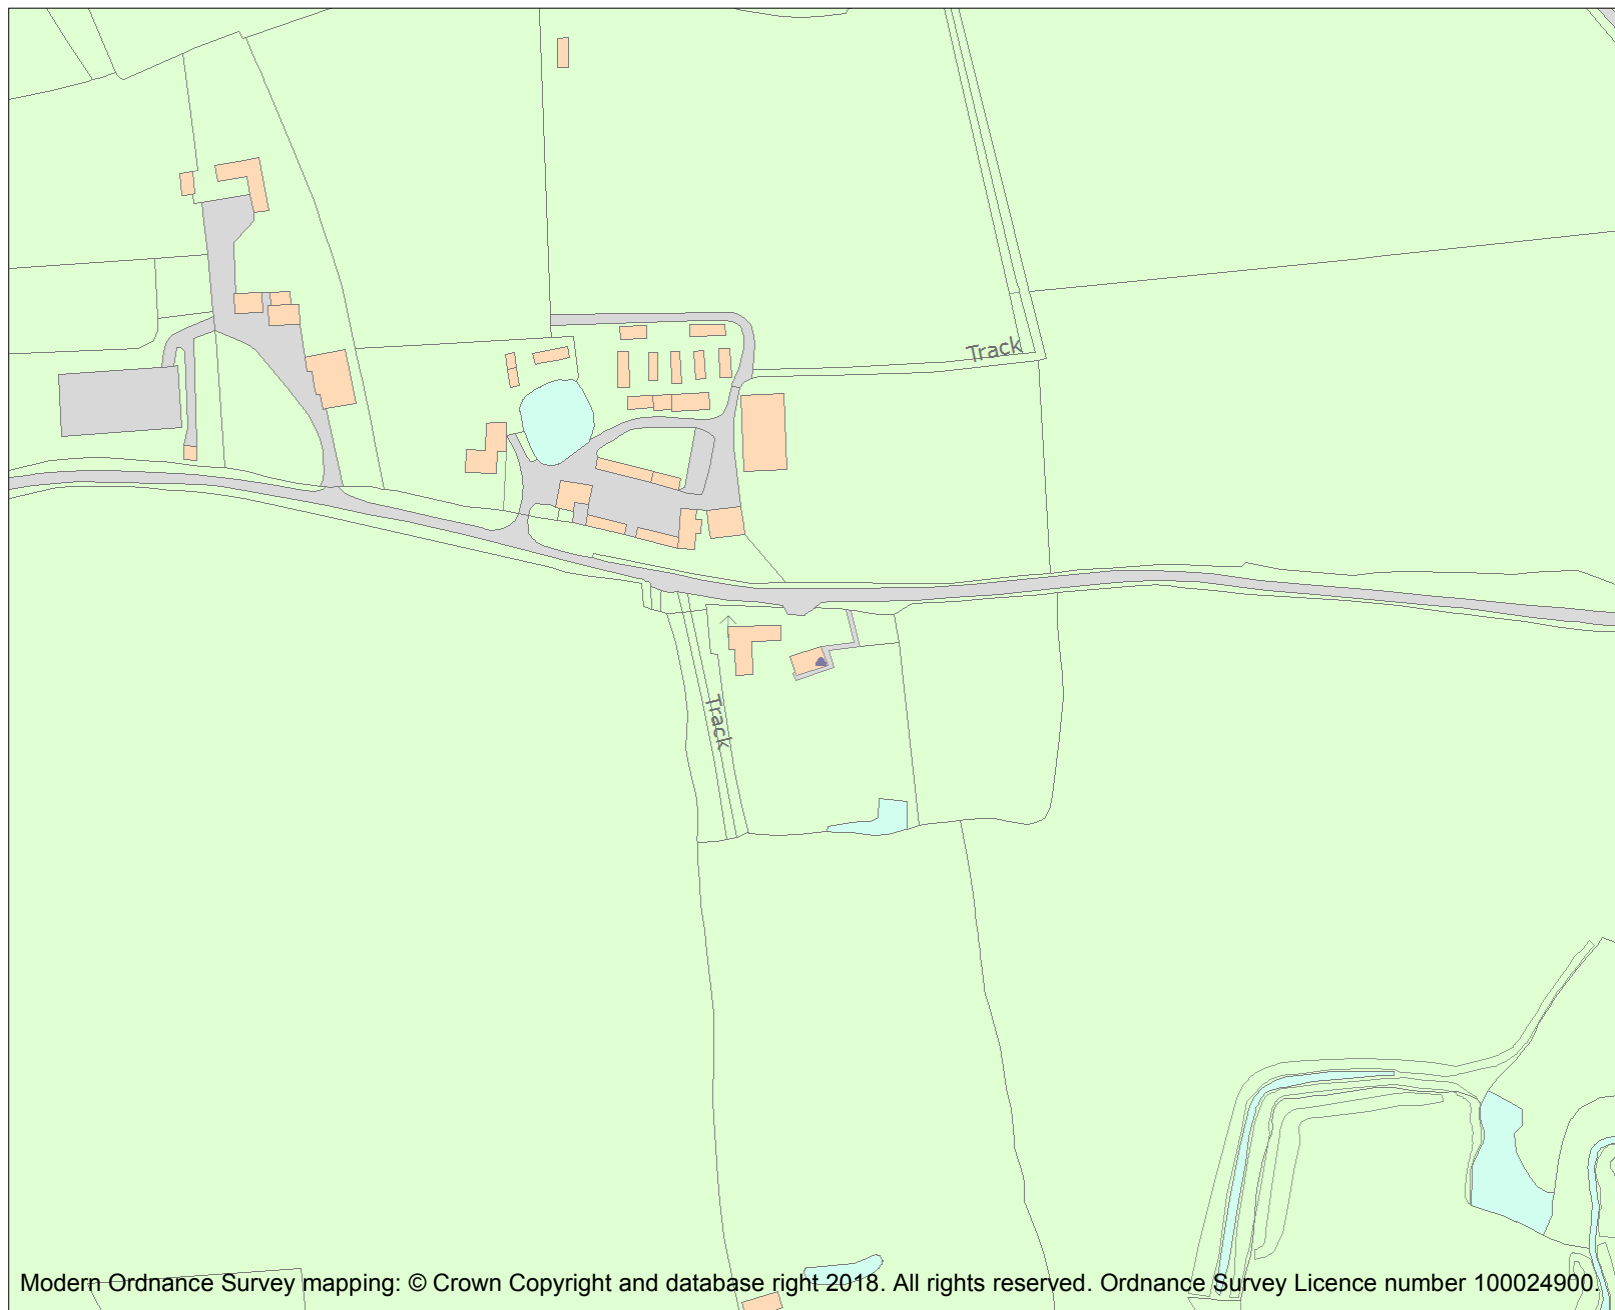 Track
Track
Modern Ordnance Survey mapping: © Crown Copyright and database right 2018. All rights reserved. Ordnance Survey Licence number 100024900.